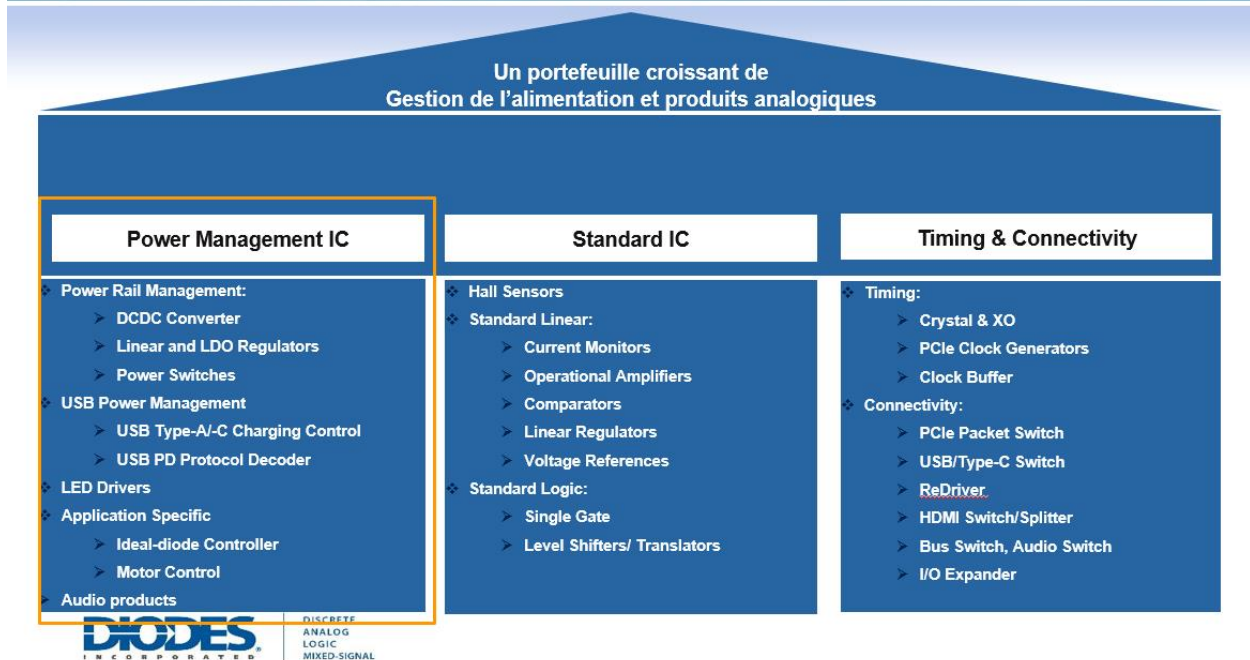 Un portefeuille croissant de
Gestion de l'alimentation et produits analogiques
Power Management IC
Power Rail Management:
DCDC Converter
Linear and LDO Regulators
Power Switches
USB Power Management
USB Type-A/-C Charging Control
USB PD Protocol Decoder
LED Drivers
Application Specific
Ideal-diode Controller
Motor Control
Audio products
Standard IC
Hall Sensors
Standard Linear:
Current Monitors
Operational Amplifiers
Comparators
Linear Regulators
Voltage References
Standard Logic:
Single Gate
Level Shifters/ Translators
Timing & Connectivity
Timing:
Crystal & XO
PCIe Clock Generators
Clock Buffer
Connectivity:
PCIe Packet Switch
USB/Type-C Switch
ReDriver
HDMI Switch/Splitter
Bus Switch, Audio Switch
I/O Expander
DIODES.
INCORPORATED
DISCRETE
ANALOG
LOGIC
MIXED-SIGNAL